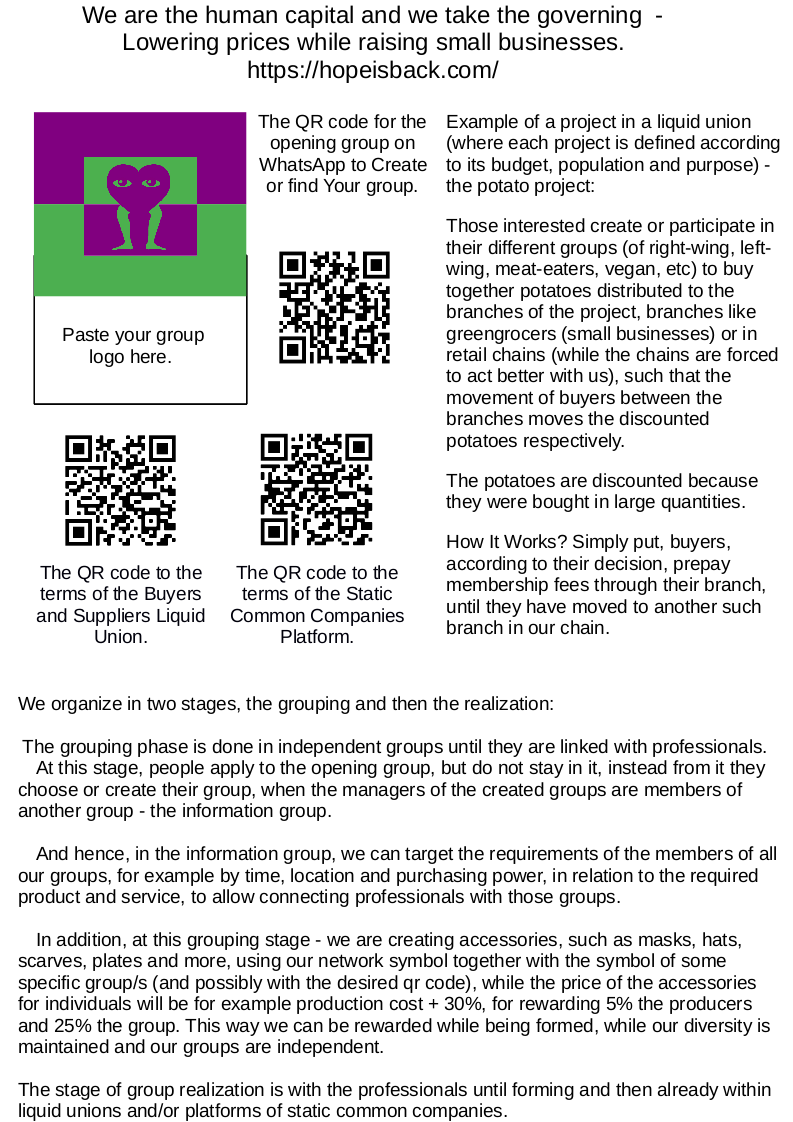 We are the human capital and we take the governing -
Lowering prices while raising small businesses.
https://hopeisback.com/
The QR code for the
opening group on
WhatsApp to Create
or find Your group.
Paste your group
logo here.
The QR code to the
terms of the Buyers
and Suppliers Liquid
Union.
The QR code to the
terms of the Static
Common Companies
Platform.
Example of a project in a liquid union
(where each project is defined according
to its budget, population and purpose) -
the potato project:
Those interested create or participate in
their different groups (of right-wing, left-
wing, meat-eaters, vegan, etc) to buy
together potatoes distributed to the
branches of the project, branches like
greengrocers (small businesses) or in
retail chains (while the chains are forced
to act better with us), such that the
movement of buyers between the
branches moves the discounted
potatoes respectively.
The potatoes are discounted because
they were bought in large quantities.
How It Works? Simply put, buyers,
according to their decision, prepay
membership fees through their branch,
until they have moved to another such
branch in our chain.
We organize in two stages, the grouping and then the realization:
The grouping phase is done in independent groups until they are linked with professionals.
At this stage, people apply to the opening group, but do not stay in it, instead from it they
choose or create their group, when the managers of the created groups are members of
another group - the information group.
And hence, in the information group, we can target the requirements of the members of all
our groups, for example by time, location and purchasing power, in relation to the required
product and service, to allow connecting professionals with those groups.
In addition, at this grouping stage - we are creating accessories, such as masks, hats,
scarves, plates and more, using our network symbol together with the symbol of some
specific group/s (and possibly with the desired qr code), while the price of the accessories
for individuals will be for example production cost + 30%, for rewarding 5% the producers
and 25% the group. This way we can be rewarded while being formed, while our diversity is
maintained and our groups are independent.
The stage of group realization is with the professionals until forming and then already within
liquid unions and/or platforms of static common companies.